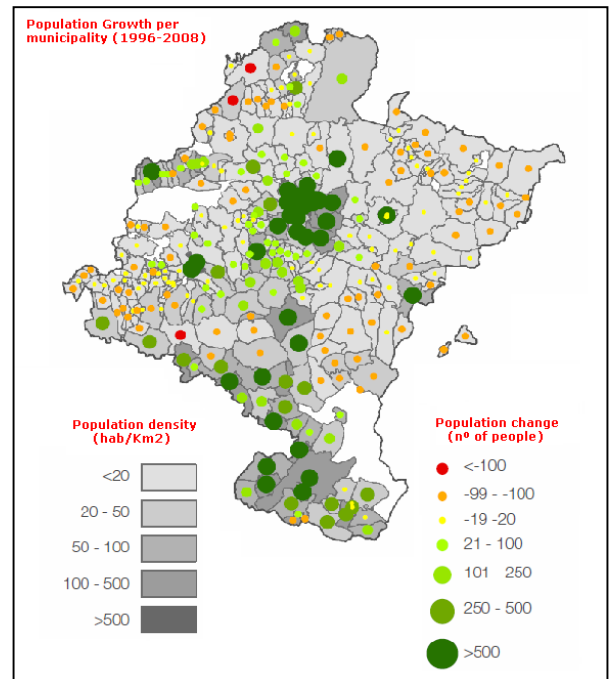 Population Growth per
municipality (1996-2008)
Population density
(hab/Km2)
<20
20 - 50
50 - 100
100 - 500
>500
Population change
(nº of people)
<-100
-99 - -100
-19 -20
21 - 100
101 250
250 - 500
>500